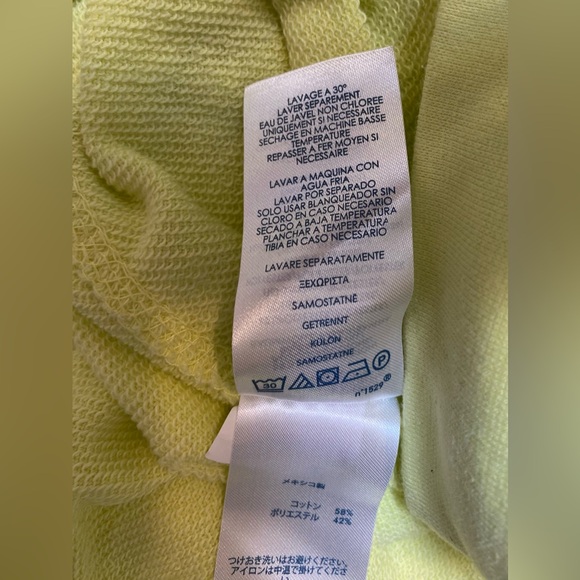 LAVAGE A 30°
LAVER SEPAREMENT
EAU DE JAVEL NON CHLOREE
UNIQUEMENT SI NECESSAIRE
SECHAGE EN MACHINE BASSE
TEMPERATURE
REPASSER A FER MOYEN SI
NECESSAIRE
LAVAR A MAQUINA CON
AGUA FRIA
LAVAR POR SEPARADO
SOLO USAR BLANQUEADOR SIN
CLORO EN CASO NECESARIO
SECADO A BAJA TEMPERATURA
PLANCHAR A TEMPERATURA
TIBIA EN CASO NECESARIO
LAVARE SEPARATAMENTE
ΞΕΧΩΡΙΣΤΑ
SAMOSTATNĚ
GETRENNT
KÜLÖN
SAMOSTATNE
30 P
n°1529®
メキシコ製
コットン 58%
ポリエステル 42%
つけおき洗いはお避けください。
アイロンは中温で掛けてください。